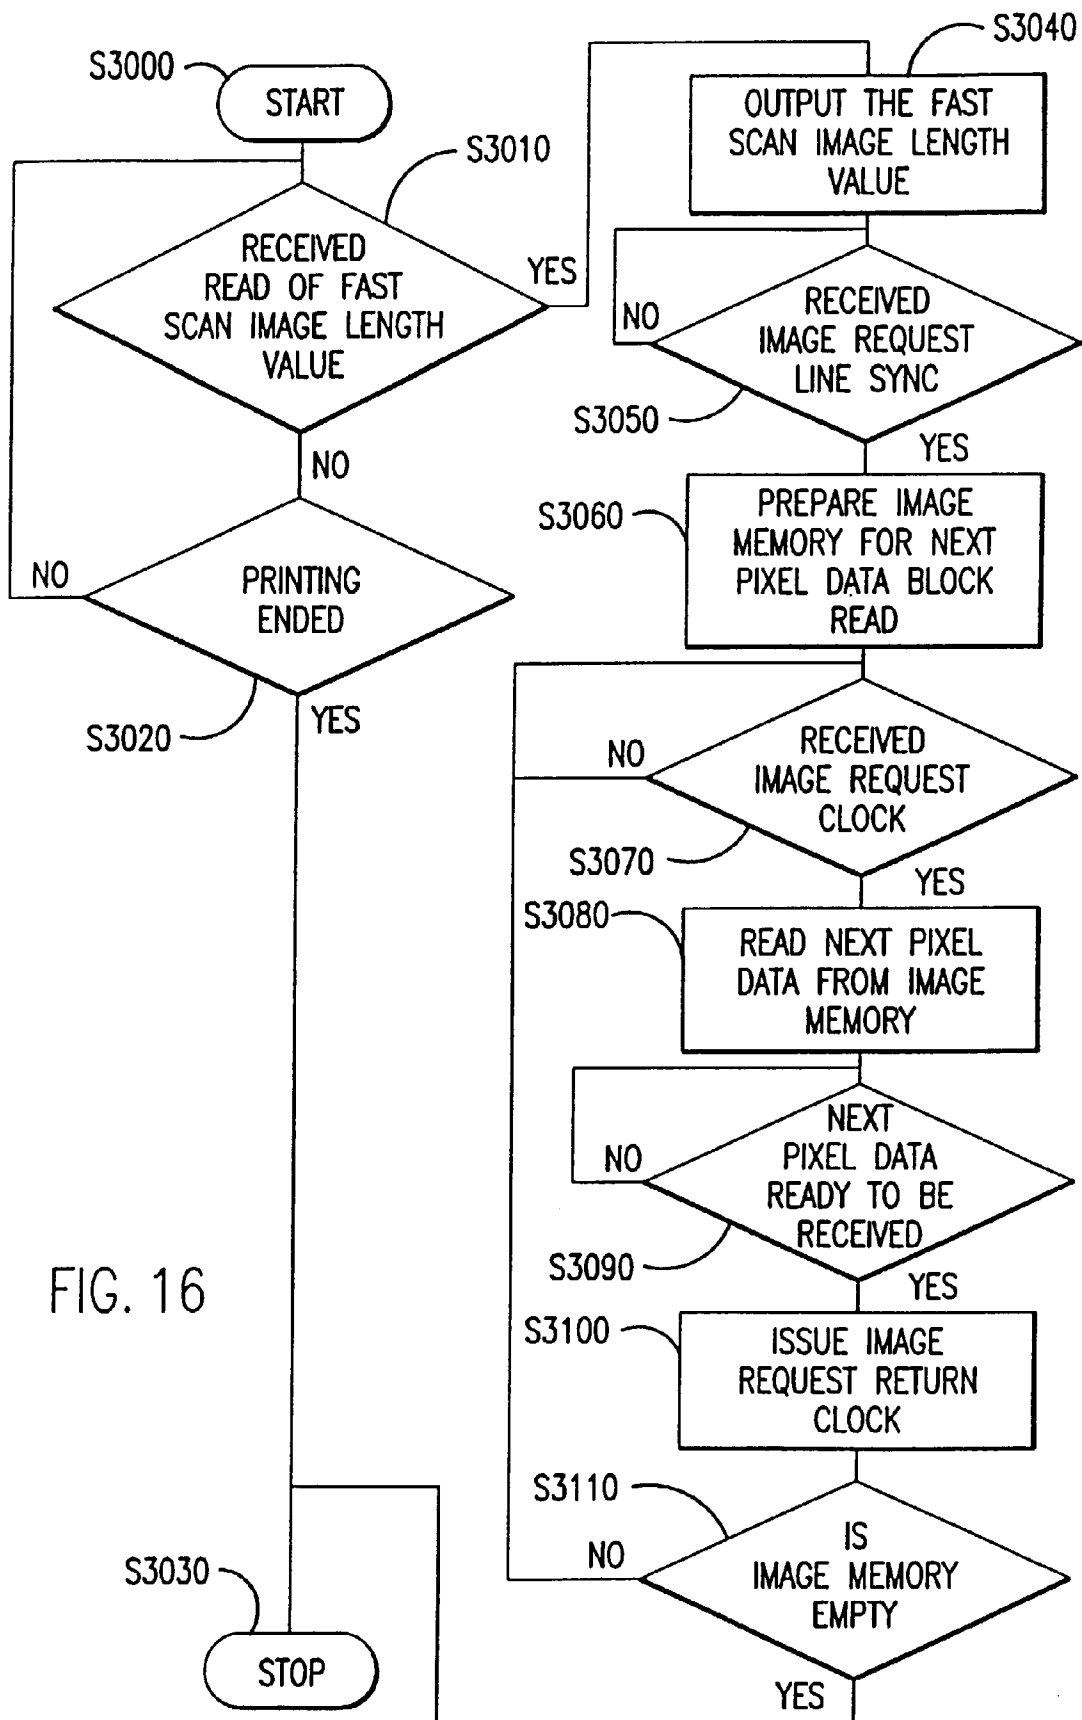 S3000
START
S3010
RECEIVED
READ OF FAST
SCAN IMAGE LENGTH
VALUE
YES
NO
PRINTING
ENDED
NO
S3020
YES
S3030
STOP
FIG. 16
S3040
OUTPUT THE FAST
SCAN IMAGE LENGTH
VALUE
RECEIVED
IMAGE REQUEST
LINE SYNC
NO
S3050
YES
S3060
PREPARE IMAGE
MEMORY FOR NEXT
PIXEL DATA BLOCK
READ
RECEIVED
IMAGE REQUEST
CLOCK
NO
S3070
YES
S3080
READ NEXT PIXEL
DATA FROM IMAGE
MEMORY
NEXT
PIXEL DATA
READY TO BE
RECEIVED
NO
S3090
YES
S3100
ISSUE IMAGE
REQUEST RETURN
CLOCK
S3110
IS
IMAGE MEMORY
EMPTY
NO
YES